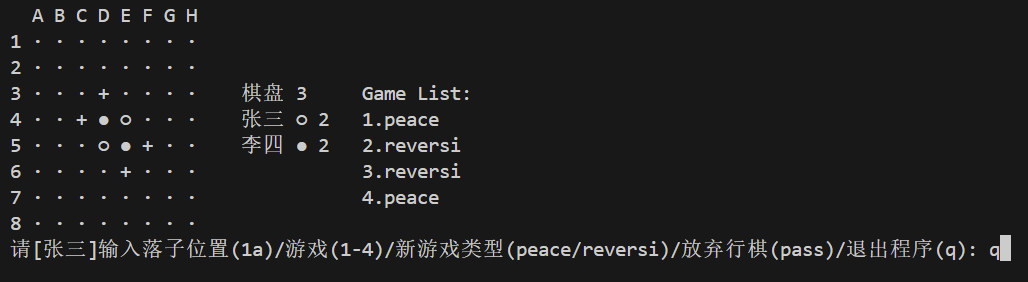 A B C D E F G H
1 · · · · · · · ·
2 · · · · · · · ·
3 · · · + · · · · 棋盘 3 Game List:
4 · · + ● ○ · · · 张三 ○ 2 1.peace
5 · · · ○ ● + · · 李四 ● 2 2.reversi
6 · · · · + · · · 3.reversi
7 · · · · · · · · 4.peace
8 · · · · · · · ·
请[张三]输入落子位置(1a)/游戏(1-4)/新游戏类型(peace/reversi)/放弃行棋(pass)/退出程序(q): q